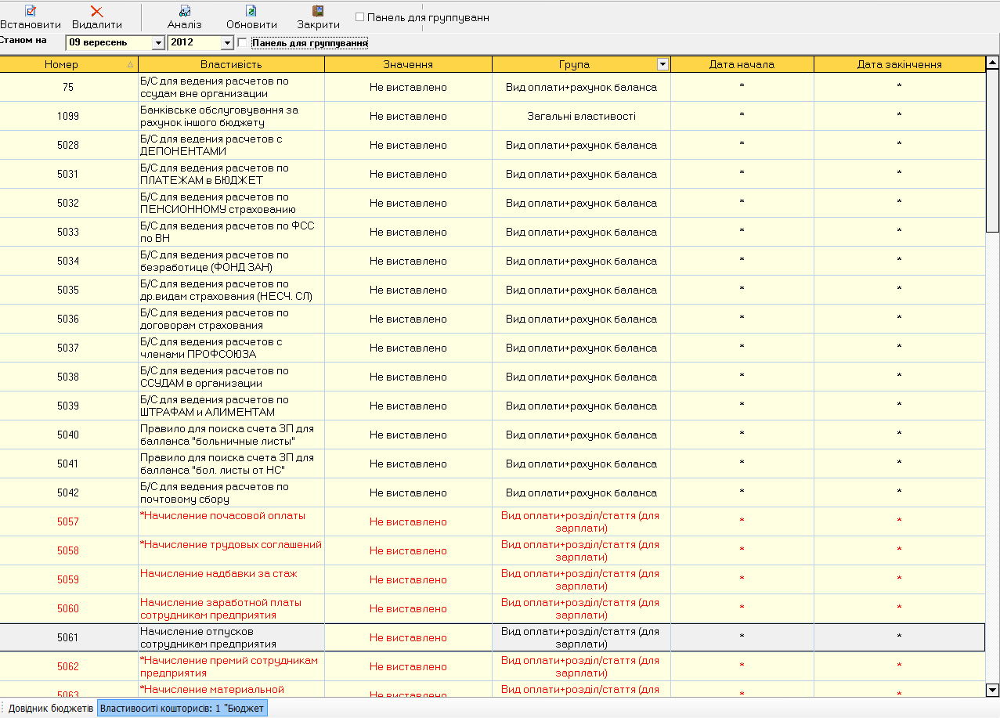 Встановити Видалити Аналіз Обновити Закрити Панель для группуванн
Станом на 09 вересень 2012 Панель для групування
Номер Властивість Значення Група Дата начала Дата закінчення
75 Б/С для ведения расчетов по Не виставлено Вид оплати+рахунок баланса * *
ссудам вне организации
1099 Банківське обслуговування за Не виставлено Загальні властивості * *
рахунок іншого бюджету
5028 Б/С для ведения расчетов с Не виставлено Вид оплати+рахунок баланса * *
ДЕПОНЕНТАМИ
5031 Б/С для ведения расчетов по Не виставлено Вид оплати+рахунок баланса * *
ПЛАТЕЖАМ в БЮДЖЕТ
5032 Б/С для ведения расчетов по Не виставлено Вид оплати+рахунок баланса * *
ПЕНСИОННОМУ страхованию
5033 Б/С для ведения расчетов по ФСС Не виставлено Вид оплати+рахунок баланса * *
по ВН
5034 Б/С для ведения расчетов по Не виставлено Вид оплати+рахунок баланса * *
безработице (ФОНД ЗАН)
5035 Б/С для ведения расчетов по Не виставлено Вид оплати+рахунок баланса * *
др.видам страхования (НЕСЧ. СЛ)
5036 Б/С для ведения расчетов по Не виставлено Вид оплати+рахунок баланса * *
договорам страхования
5037 Б/С для ведения расчетов с Не виставлено Вид оплати+рахунок баланса * *
членами ПРОФСОЮЗА
5038 Б/С для ведения расчетов по Не виставлено Вид оплати+рахунок баланса * *
ССУДАМ в организации
5039 Б/С для ведения расчетов по Не виставлено Вид оплати+рахунок баланса * *
ШТРАФАМ и АЛИМЕНТАМ
5040 Правило для поиска счета ЗП для Не виставлено Вид оплати+рахунок баланса * *
балланса "больничные листы"
5041 Правило для поиска счета ЗП для Не виставлено Вид оплати+рахунок баланса * *
балланса "бол. листы от НС"
5042 Б/С для ведения расчетов по Не виставлено Вид оплати+рахунок баланса * *
почтовому сбору
5057 *Начисление почасовой оплаты Не виставлено Вид оплати+розділ/стаття (для * *
зарплати)
5058 *Начисление трудовых соглашений Не виставлено Вид оплати+розділ/стаття (для * *
зарплати)
5059 Начисление надбавки за стаж Не виставлено Вид оплати+розділ/стаття (для * *
зарплати)
5060 Начисление заработной платы Не виставлено Вид оплати+розділ/стаття (для * *
сотрудникам предприятия зарплати)
5061 Начисление отпусков Не виставлено Вид оплати+розділ/стаття (для * *
сотрудникам предприятия зарплати)
5062 *Начисление премий сотрудникам Не виставлено Вид оплати+розділ/стаття (для * *
предприятия зарплати)
5063 *Начисление материальной Не виставлено Вид оплати+розділ/стаття (для * *
Довідник бюджетів Властивоситі кошторисів: 1 "Бюджет